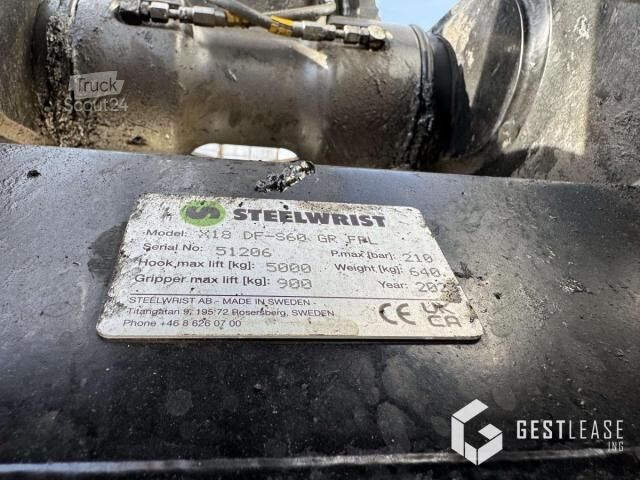 Truck
Scout24
STEELWRIST
Model: X18 DF-S60 GR FPL
Serial No: 51206 P.max [bar]: 210
Hook,max lift [kg]: 5000 Weight [kg]: 640
Gripper max lift [kg]: 900 Year:
STEELWRIST AB - MADE IN SWEDEN -
Titangatan 9, 195 72 Rosersberg, SWEDEN
Phone +46 8 626 07 00
CE UK CA
GESTLEASE
ING